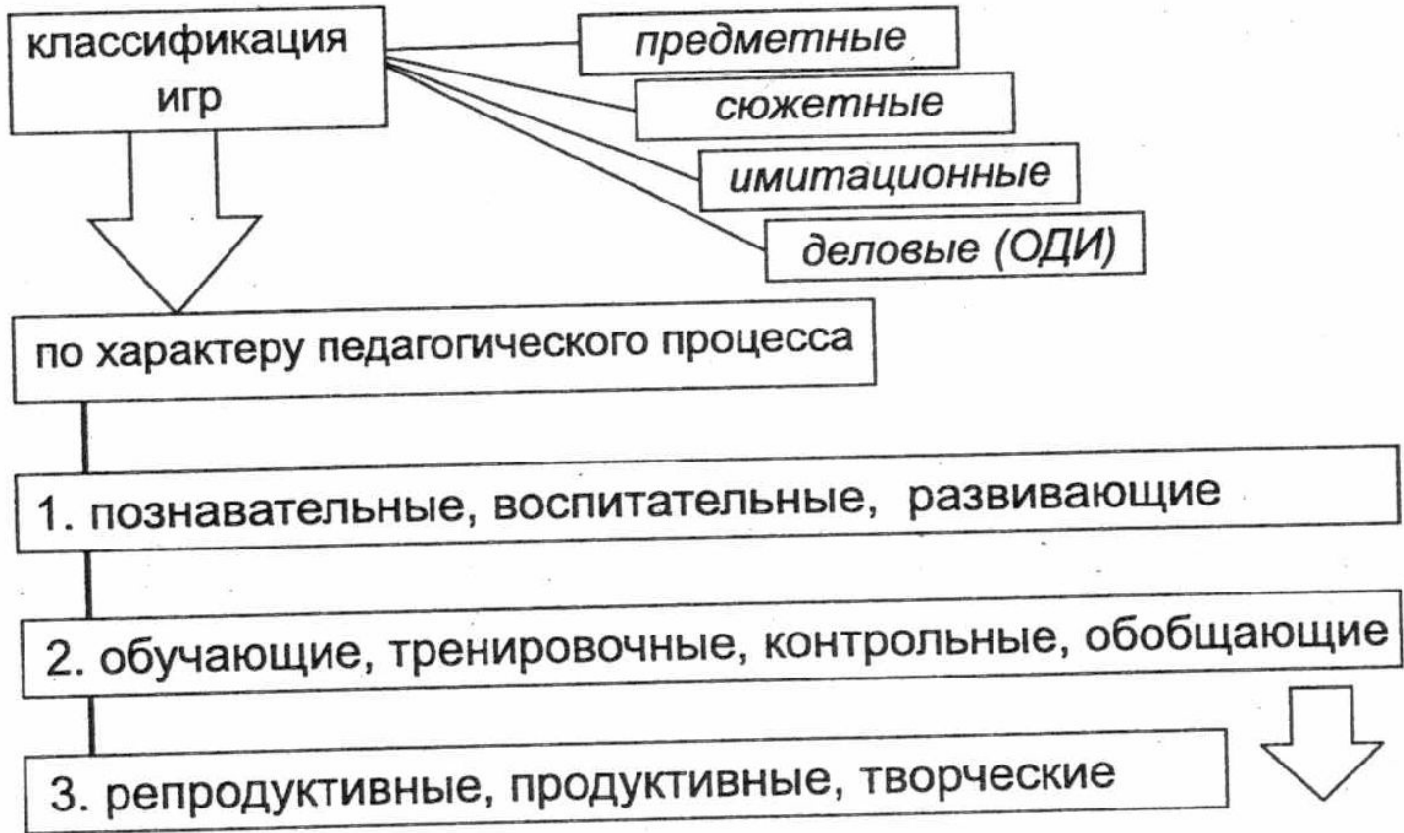 классификация
игр
предметные
сюжетные
имитационные
деловые (ОДИ)
по характеру педагогического процесса
1. познавательные, воспитательные, развивающие
2. обучающие, тренировочные, контрольные, обобщающие
3. репродуктивные, продуктивные, творческие